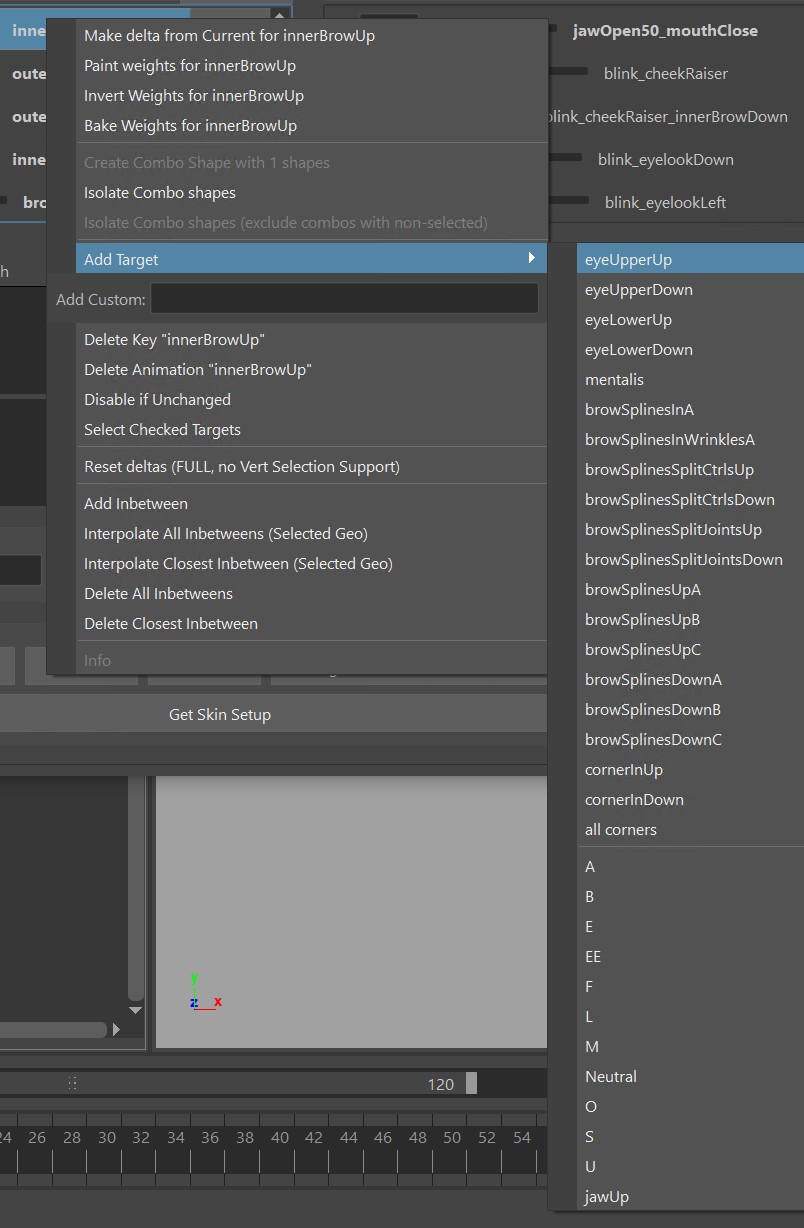 inne
oute
oute
inne
bro
h
Make delta from Current for innerBrowUp
Paint weights for innerBrowUp
Invert Weights for innerBrowUp
Bake Weights for innerBrowUp
Create Combo Shape with 1 shapes
Isolate Combo shapes
Isolate Combo shapes (exclude combos with non-selected)
Add Target
Add Custom:
Delete Key "innerBrowUp"
Delete Animation "innerBrowUp"
Disable if Unchanged
Select Checked Targets
Reset deltas (FULL, no Vert Selection Support)
Add Inbetween
Interpolate All Inbetweens (Selected Geo)
Interpolate Closest Inbetween (Selected Geo)
Delete All Inbetweens
Delete Closest Inbetween
Info
jawOpen50_mouthClose
blink_cheekRaiser
blink_cheekRaiser_innerBrowDown
blink_eyelookDown
blink_eyelookLeft
eyeUpperUp
eyeUpperDown
eyeLowerUp
eyeLowerDown
mentalis
browSplinesInA
browSplinesInWrinklesA
browSplinesSplitCtrlsUp
browSplinesSplitCtrlsDown
browSplinesSplitJointsUp
browSplinesSplitJointsDown
browSplinesUpA
browSplinesUpB
browSplinesUpC
browSplinesDownA
browSplinesDownB
browSplinesDownC
cornerInUp
cornerInDown
all corners
A
B
E
EE
F
L
M
Neutral
O
S
U
jawUp
Get Skin Setup
y
z x
120
24 26 28 30 32 34 36 38 40 42 44 46 48 50 52 54